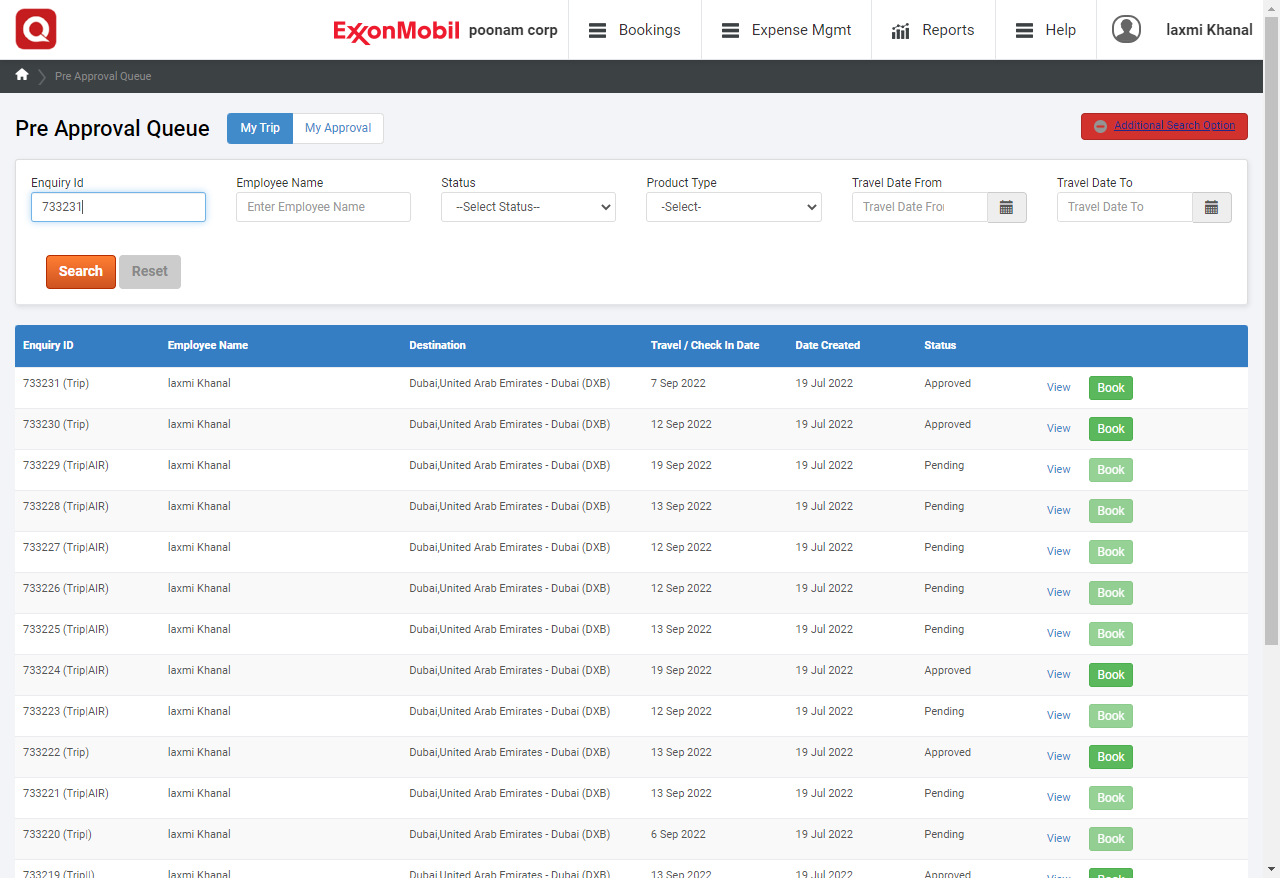 Q ExxonMobil poonam corp Bookings Expense Mgmt Reports Help laxmi Khanal
Pre Approval Queue
Pre Approval Queue My Trip My Approval Additional Search Option
Enquiry Id Employee Name Status Product Type Travel Date From Travel Date To
733231 Enter Employee Name --Select Status-- -Select- Travel Date Fro Travel Date To
Search Reset
Enquiry ID Employee Name Destination Travel / Check In Date Date Created Status
733231 (Trip) laxmi Khanal Dubai,United Arab Emirates - Dubai (DXB) 7 Sep 2022 19 Jul 2022 Approved View Book
733230 (Trip) laxmi Khanal Dubai,United Arab Emirates - Dubai (DXB) 12 Sep 2022 19 Jul 2022 Approved View Book
733229 (Trip|AIR) laxmi Khanal Dubai,United Arab Emirates - Dubai (DXB) 19 Sep 2022 19 Jul 2022 Pending View Book
733228 (Trip|AIR) laxmi Khanal Dubai,United Arab Emirates - Dubai (DXB) 13 Sep 2022 19 Jul 2022 Pending View Book
733227 (Trip|AIR) laxmi Khanal Dubai,United Arab Emirates - Dubai (DXB) 12 Sep 2022 19 Jul 2022 Pending View Book
733226 (Trip|AIR) laxmi Khanal Dubai,United Arab Emirates - Dubai (DXB) 12 Sep 2022 19 Jul 2022 Pending View Book
733225 (Trip|AIR) laxmi Khanal Dubai,United Arab Emirates - Dubai (DXB) 13 Sep 2022 19 Jul 2022 Pending View Book
733224 (Trip|AIR) laxmi Khanal Dubai,United Arab Emirates - Dubai (DXB) 19 Sep 2022 19 Jul 2022 Approved View Book
733223 (Trip|AIR) laxmi Khanal Dubai,United Arab Emirates - Dubai (DXB) 12 Sep 2022 19 Jul 2022 Pending View Book
733222 (Trip) laxmi Khanal Dubai,United Arab Emirates - Dubai (DXB) 13 Sep 2022 19 Jul 2022 Approved View Book
733221 (Trip|AIR) laxmi Khanal Dubai,United Arab Emirates - Dubai (DXB) 13 Sep 2022 19 Jul 2022 Pending View Book
733220 (Trip|) laxmi Khanal Dubai,United Arab Emirates - Dubai (DXB) 6 Sep 2022 19 Jul 2022 Pending View Book
733219 (Trip||) laxmi Khanal Dubai,United Arab Emirates - Dubai (DXB) 13 Sep 2022 19 Jul 2022 Approved View Book